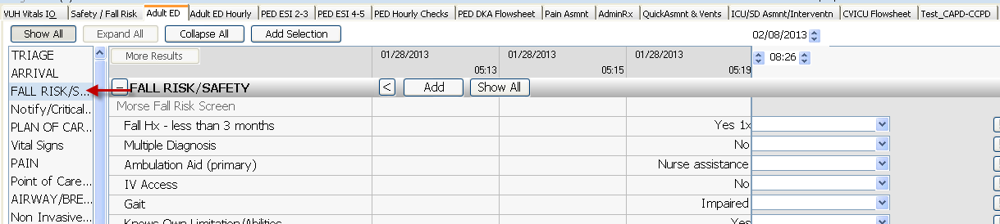 VUH Vitals IO Safety / Fall Risk Adult ED Adult ED Hourly PED ESI 2-3 PED ESI 4-5 PED Hourly Checks PED DKA Flowsheet Pain Asmnt AdminRx QuickAsmnt & Vents ICU/SD Asmnt/Interventn CVICU Flowsheet Test_CAPD-CCPD
Show All Expand All Collapse All Add Selection 02/08/2013
TRIAGE More Results 01/28/2013 01/28/2013 01/28/2013 08:26
ARRIVAL 05:13 05:15 05:19
FALL RISK/S... - FALL RISK/SAFETY < Add Show All
Notify/Critical... Morse Fall Risk Screen
PLAN OF CAR... Fall Hx - less than 3 months Yes 1x
Vital Signs Multiple Diagnosis No
PAIN Ambulation Aid (primary) Nurse assistance
Point of Care... IV Access No
AIRWAY/BRE... Gait Impaired
Non Invasive... Knows Own Limitation/Abilities Yes